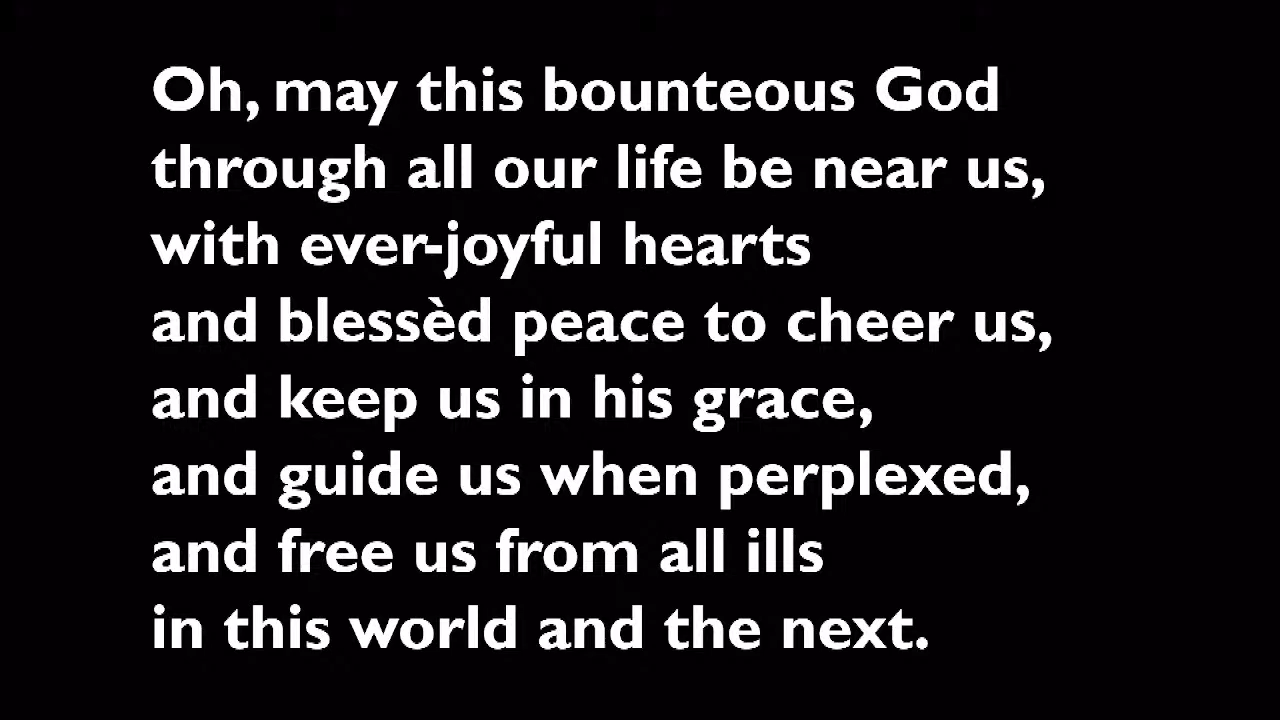 Oh, may this bounteous God
through all our life be near us,
with ever-joyful hearts
and blessèd peace to cheer us,
and keep us in his grace,
and guide us when perplexed,
and free us from all ills
in this world and the next.